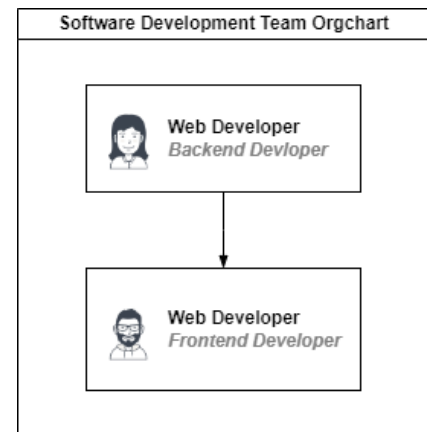 Software Development Team Orgchart
Web Developer
Backend Devloper
Web Developer
Frontend Developer